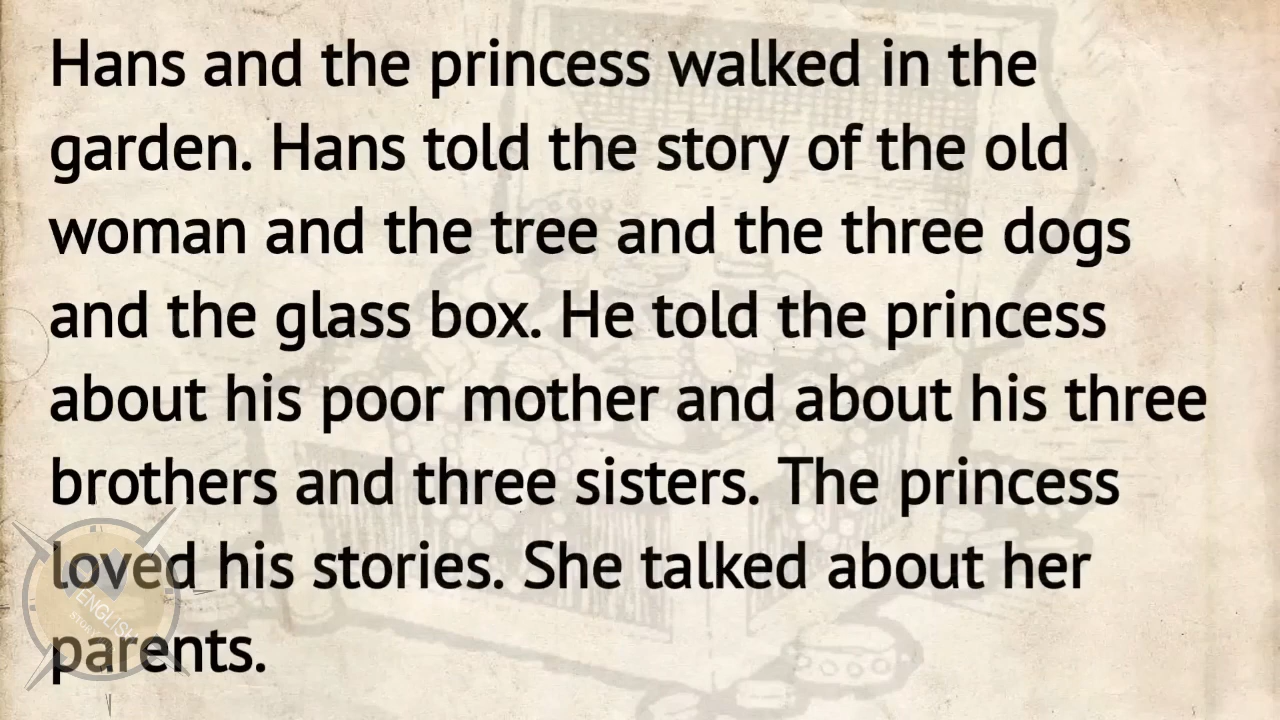 Hans and the princess walked in the
garden. Hans told the story of the old
woman and the tree and the three dogs
and the glass box. He told the princess
about his poor mother and about his three
brothers and three sisters. The princess
loved his stories. She talked about her
parents.
ENGLISH